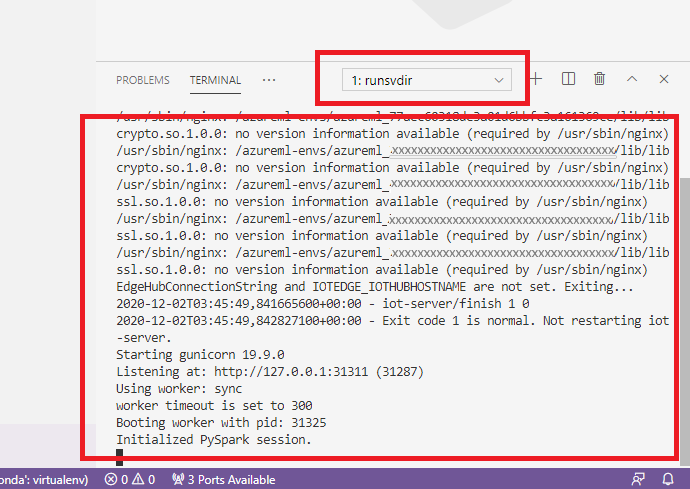 PROBLEMS TERMINAL ... 1: runsvdir
/usr/sbin/nginx: /lib/lib
crypto.so.1.0.0: no version information available (required by /usr/sbin/nginx)
/usr/sbin/nginx: /azureml-envs/azureml_xxxxxxxxxxxxxxxxxxxxxxxxxxxxxxxx/lib/lib
crypto.so.1.0.0: no version information available (required by /usr/sbin/nginx)
/usr/sbin/nginx: /azureml-envs/azureml_xxxxxxxxxxxxxxxxxxxxxxxxxxxxxxxx/lib/lib
ssl.so.1.0.0: no version information available (required by /usr/sbin/nginx)
/usr/sbin/nginx: /azureml-envs/azureml_xxxxxxxxxxxxxxxxxxxxxxxxxxxxxxxx/lib/lib
ssl.so.1.0.0: no version information available (required by /usr/sbin/nginx)
/usr/sbin/nginx: /azureml-envs/azureml_xxxxxxxxxxxxxxxxxxxxxxxxxxxxxxxx/lib/lib
ssl.so.1.0.0: no version information available (required by /usr/sbin/nginx)
EdgeHubConnectionString and IOTEDGE_IOTHUBHOSTNAME are not set. Exiting...
2020-12-02T03:45:49,841665600+00:00 - iot-server/finish 1 0
2020-12-02T03:45:49,842827100+00:00 - Exit code 1 is normal. Not restarting iot
-server.
Starting gunicorn 19.9.0
Listening at: http://127.0.0.1:31311 (31287)
Using worker: sync
worker timeout is set to 300
Booting worker with pid: 31325
Initialized PySpark session.
onda': virtualenv) 0 0 3 Ports Available